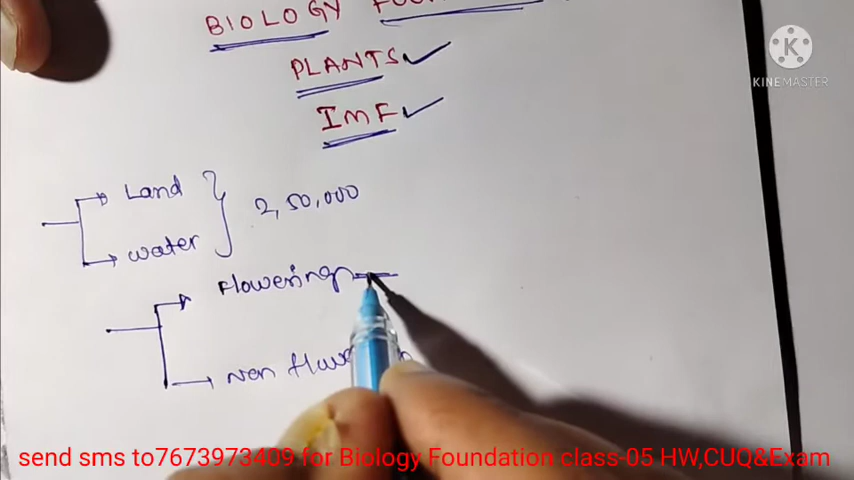 BIOLOGY
PLANTS
IMF
KINEMASTER
Land
water
2,50,000
Flowering
Non
send sms to7673973409 for Biology Foundation class-05 HW,CUQ&Exam